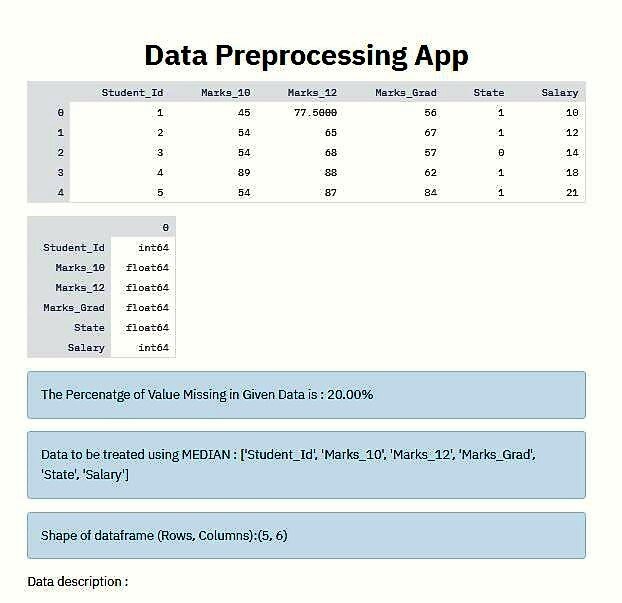 Data Preprocessing App
Student_Id Marks_10 Marks_12 Marks_Grad State Salary
0 1 45 77.5000 56 1 10
1 2 54 65 67 1 12
2 3 54 68 57 0 14
3 4 89 88 62 1 18
4 5 54 87 84 1 21
0
Student_Id int64
Marks_10 float64
Marks_12 float64
Marks_Grad float64
State float64
Salary int64
The Percenatge of Value Missing in Given Data is : 20.00%
Data to be treated using MEDIAN : ['Student_Id', 'Marks_10', 'Marks_12', 'Marks_Grad',
'State', 'Salary']
Shape of dataframe (Rows, Columns):(5, 6)
Data description :